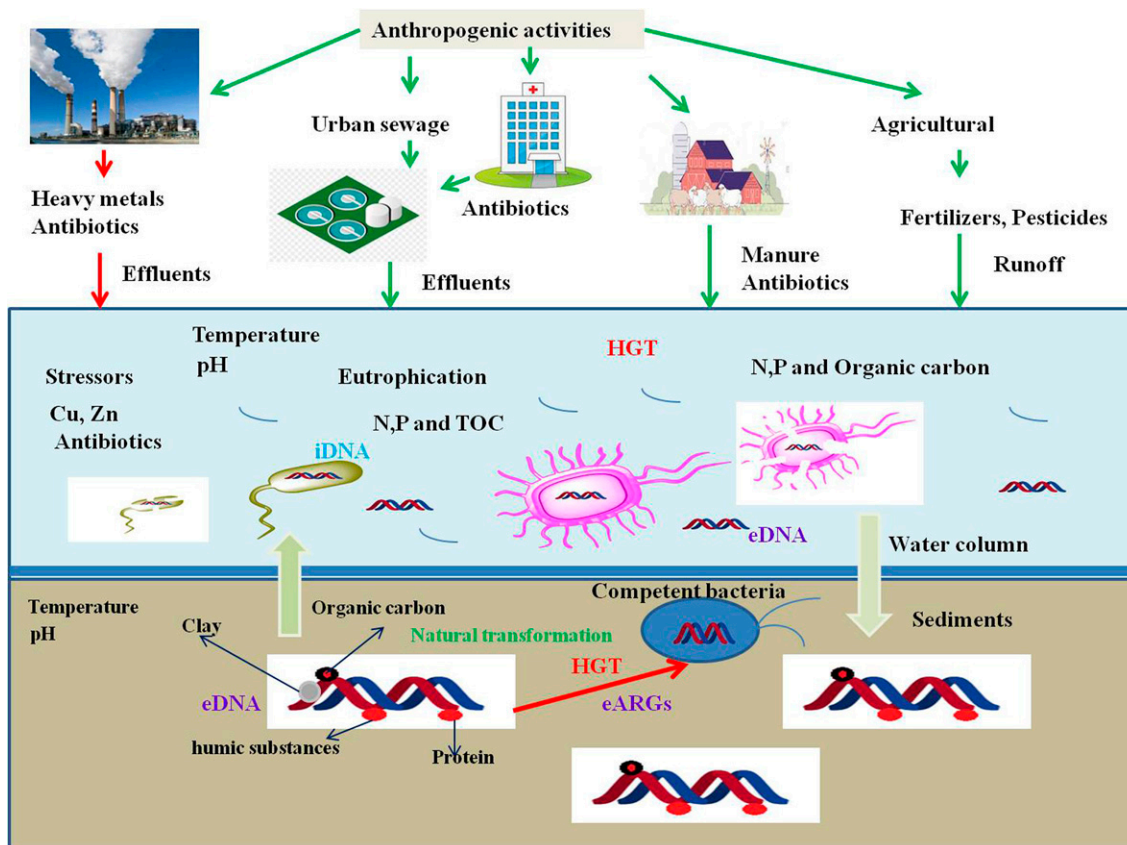 Anthropogenic activities
Urban sewage
Agricultural
Heavy metals
Antibiotics
Antibiotics
Fertilizers, Pesticides
Effluents
Effluents
Manure
Antibiotics
Runoff
Temperature
pH
HGT
Stressors
Eutrophication
N,P and Organic carbon
Cu, Zn
Antibiotics
N,P and TOC
iDNA
eDNA
Water column
Temperature
pH
Organic carbon
Competent bacteria
Clay
Natural transformation
Sediments
HGT
eDNA
eARGs
humic substances
Protein